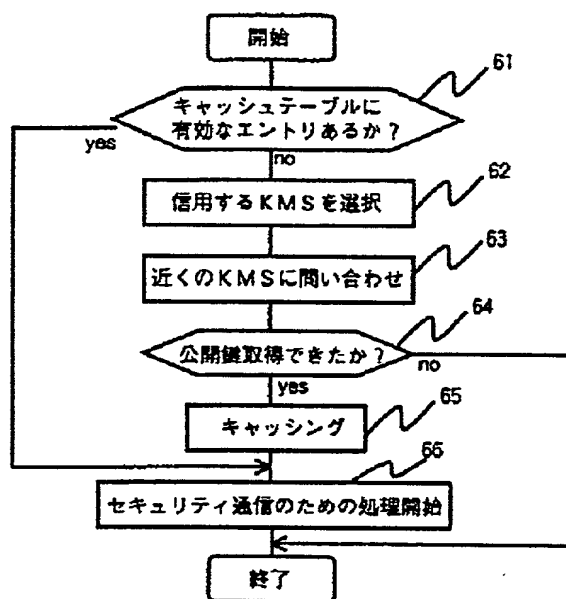 開始
61
キャッシュテーブルに
有効なエントリあるか？
yes
no
62
信用するKMSを選択
63
近くのKMSに問い合わせ
64
公開鍵取得できたか？
no
yes
65
キャッシング
66
セキュリティ通信のための処理開始
終了